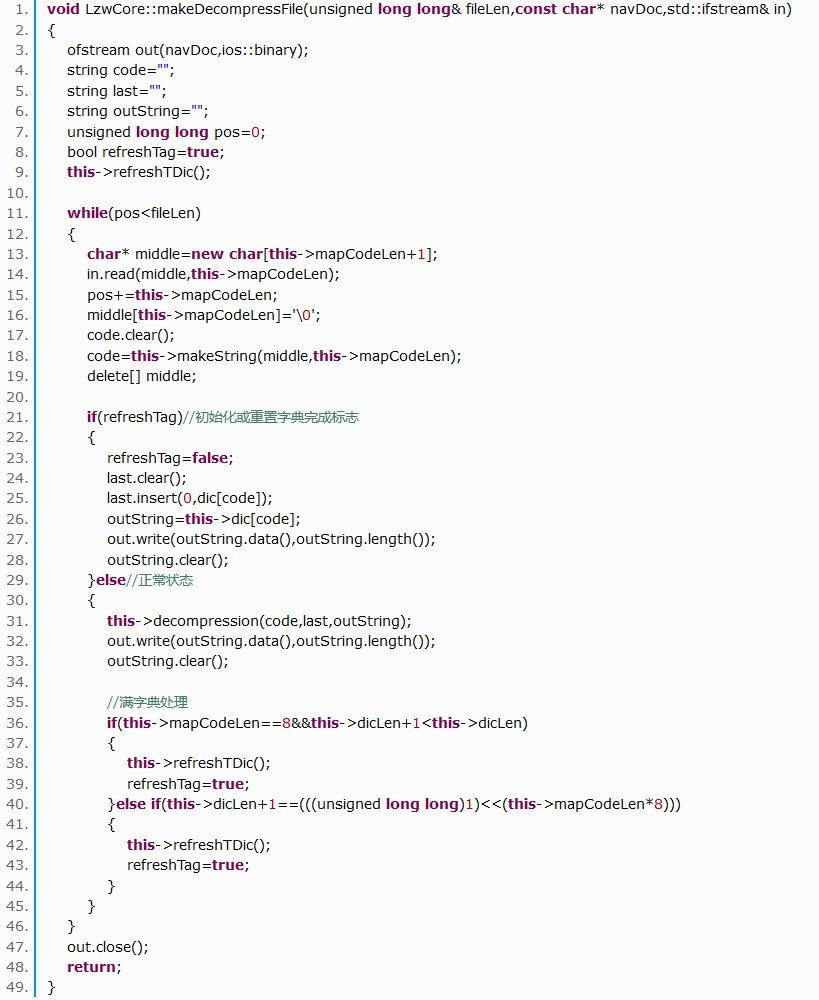 1. void LzwCore::makeDecompressFile(unsigned long long& fileLen,const char* navDoc,std::ifstream& in)
2. {
3.     ofstream out(navDoc,ios::binary);
4.     string code="";
5.     string last="";
6.     string outString="";
7.     unsigned long long pos=0;
8.     bool refreshTag=true;
9.     this->refreshTDic();
10.
11.     while(pos<fileLen)
12.     {
13.         char* middle=new char[this->mapCodeLen+1];
14.         in.read(middle,this->mapCodeLen);
15.         pos+=this->mapCodeLen;
16.         middle[this->mapCodeLen]='\0';
17.         code.clear();
18.         code=this->makeString(middle,this->mapCodeLen);
19.         delete[] middle;
20.
21.         if(refreshTag)//初始化或重置字典完成标志
22.         {
23.             refreshTag=false;
24.             last.clear();
25.             last.insert(0,dic[code]);
26.             outString=this->dic[code];
27.             out.write(outString.data(),outString.length());
28.             outString.clear();
29.         }else//正常状态
30.         {
31.             this->decompression(code,last,outString);
32.             out.write(outString.data(),outString.length());
33.             outString.clear();
34.
35.             //满字典处理
36.             if(this->mapCodeLen==8&&this->dicLen+1<this->dicLen)
37.             {
38.                 this->refreshTDic();
39.                 refreshTag=true;
40.             }else if(this->dicLen+1==(((unsigned long long)1)<<(this->mapCodeLen*8)))
41.             {
42.                 this->refreshTDic();
43.                 refreshTag=true;
44.             }
45.         }
46.     }
47.     out.close();
48.     return;
49. }